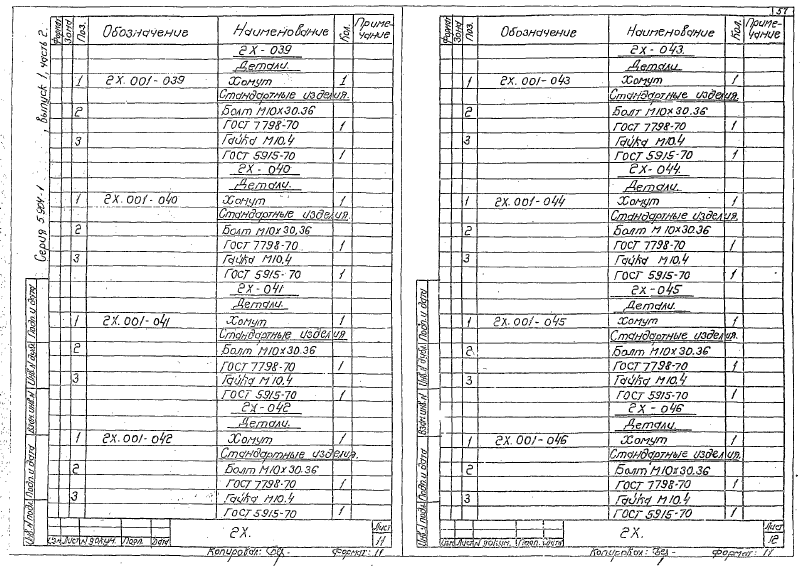 Серия 5.904-1, Выпуск 1, часть 2.
Формат Зона Поз. Обозначение Наименование Кол. Приме-чание
2Х-039
Детали.
1 2Х.001-039 Хомут 1
Стандартные изделия.
2 Болт М10х30.36
ГОСТ 7798-70 1
3 Гайка М10.4
ГОСТ 5915-70 1
2Х-040
Детали.
1 2Х.001-040 Хомут 1
Стандартные изделия.
2 Болт М10х30.36
ГОСТ 7798-70 1
3 Гайка М10.4
ГОСТ 5915-70 1
2Х-041
Детали.
1 2Х.001-041 Хомут 1
Стандартные изделия
2 Болт М10х30.36
ГОСТ 7798-70 1
3 Гайка М10.4
ГОСТ 5915-70 1
2Х-042
Детали.
1 2Х.001-042 Хомут 1
Стандартные изделия.
2 Болт М10х30.36
ГОСТ 7798-70 1
3 Гайка М10.4
ГОСТ 5915-70 1
2Х.
Лист
11
Изм. Лист N докум. Подп. Дата
Копировал:
Формат: 11
Инв.N подл. Подп. и дата Взам.инв.N Инв.N дубл. Подп. и дата
51
Формат Зона Поз. Обозначение Наименование Кол. Приме-чание
2Х-043.
Детали.
1 2Х.001-043 Хомут 1
Стандартные изделия.
2 Болт М10х30.36
ГОСТ 7798-70 1
3 Гайка М10.4
ГОСТ 5915-70 1
2Х-044.
Детали.
1 2Х.001-044 Хомут 1
Стандартные изделия.
2 Болт М10х30.36
ГОСТ 7798-70 1
3 Гайка М10.4
ГОСТ 5915-70 1
2Х-045
Детали.
1 2Х.001-045 Хомут 1
Стандартные изделия.
2 Болт М10х30.36
ГОСТ 7798-70 1
3 Гайка М10.4
ГОСТ 5915-70 1
2Х-046
Детали.
1 2Х.001-046 Хомут 1
Стандартные изделия.
2 Болт М10х30.36
ГОСТ 7798-70 1
3 Гайка М10.4
ГОСТ 5915-70 1
2Х.
Лист
12
Изм. Лист N докум. Подп. Дата
Копировал:
Формат: 11
Инв.N подл. Подп. и дата Взам.инв.N Инв.N дубл. Подп. и дата